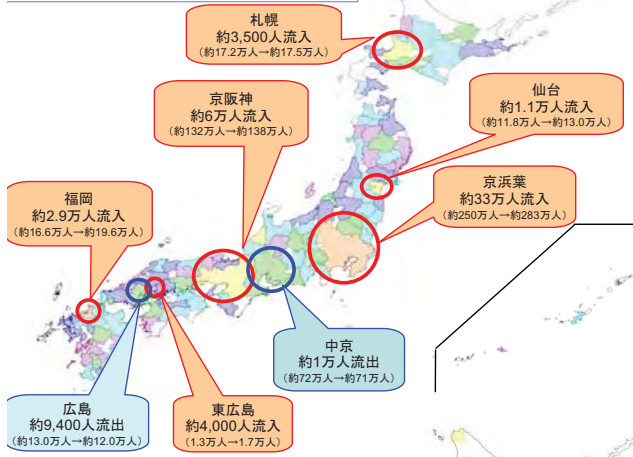 札幌
約3,500人流入
（約17.2万人→約17.5万人）
京阪神
約6万人流入
（約132万人→約138万人）
仙台
約1.1万人流入
（約11.8万人→約13.0万人）
福岡
約2.9万人流入
（約16.6万人→約19.6万人）
京浜葉
約33万人流入
（約250万人→約283万人）
中京
約1万人流出
（約72万人→約71万人）
広島
約9,400人流出
（約13.0万人→約12.0万人）
東広島
約4,000人流入
（1.3万人→1.7万人）